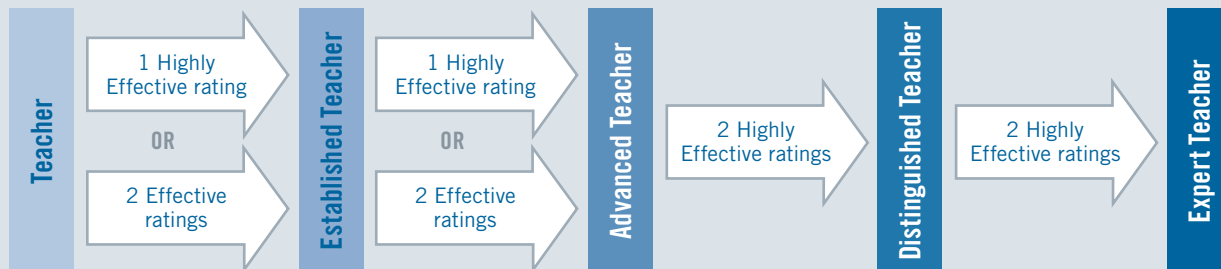 Teacher
1 Highly
Effective rating
OR
2 Effective
ratings
Established Teacher
1 Highly
Effective rating
OR
2 Effective
ratings
Advanced Teacher
2 Highly
Effective ratings
Distinguished Teacher
2 Highly
Effective ratings
Expert Teacher